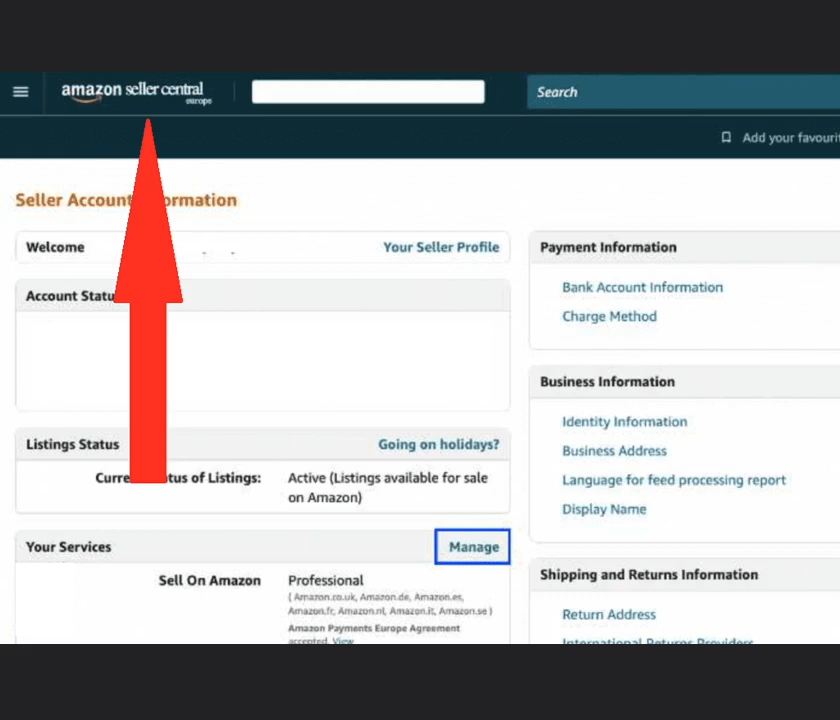 amazon seller central
europe
Search
Add your favourit
Seller Account ormation
Welcome
Your Seller Profile
Account Statu
Listings Status
Going on holidays?
Curre tus of Listings:
Active (Listings available for sale
on Amazon)
Your Services
Manage
Sell On Amazon
Professional
( Amazon.co.uk, Amazon.de, Amazon.es,
Amazon.fr, Amazon.nl, Amazon.it, Amazon.se )
Amazon Payments Europe Agreement
accepted. View
Payment Information
Bank Account Information
Charge Method
Business Information
Identity Information
Business Address
Language for feed processing report
Display Name
Shipping and Returns Information
Return Address
International Returns Providers